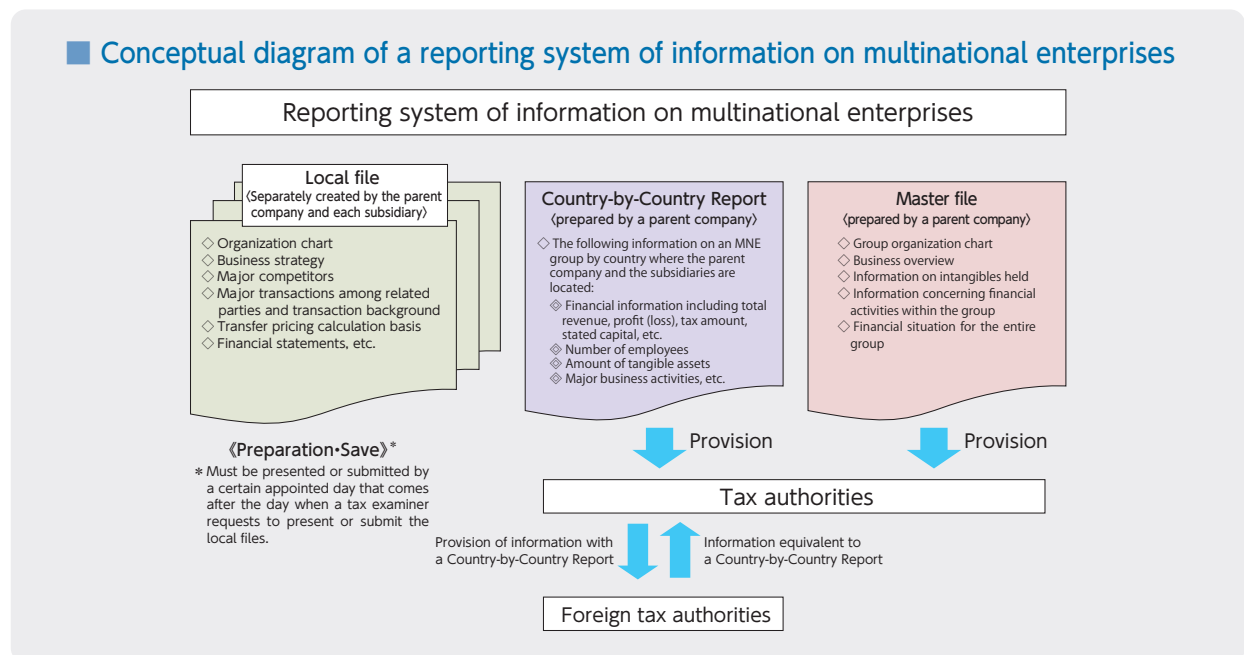 ■ Conceptual diagram of a reporting system of information on multinational enterprises
Reporting system of information on multinational enterprises
Local file
〈Separately created by the parent
company and each subsidiary〉
◇ Organization chart
◇ Business strategy
◇ Major competitors
◇ Major transactions among related
parties and transaction background
◇ Transfer pricing calculation basis
◇ Financial statements, etc.
《Preparation・Save》*
* Must be presented or submitted by
a certain appointed day that comes
after the day when a tax examiner
requests to present or submit the
local files.
Country-by-Country Report
〈prepared by a parent company〉
◇ The following information on an MNE
group by country where the parent
company and the subsidiaries are
located:
◈ Financial information including total
revenue, profit (loss), tax amount,
stated capital, etc.
◈ Number of employees
◈ Amount of tangible assets
◈ Major business activities, etc.
Master file
〈prepared by a parent company〉
◇ Group organization chart
◇ Business overview
◇ Information on intangibles held
◇ Information concerning financial
activities within the group
◇ Financial situation for the entire
group
Provision
Provision
Tax authorities
Provision of information with
a Country-by-Country Report
Information equivalent to
a Country-by-Country Report
Foreign tax authorities